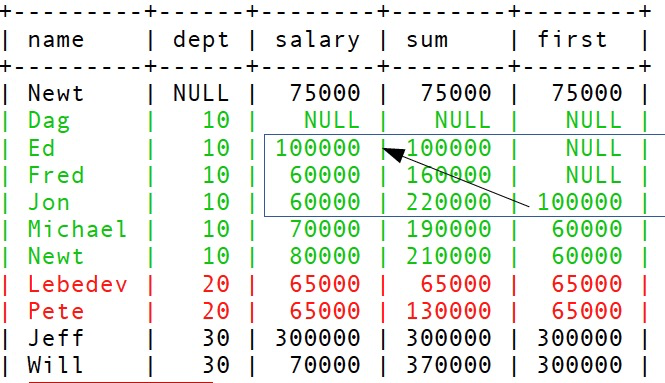 +---------+------+--------+--------+--------+
| name    | dept | salary | sum    | first  |
+---------+------+--------+--------+--------+
| Newt    | NULL |  75000 |  75000 |  75000 |
| Dag     |   10 |   NULL |   NULL |   NULL |
| Ed      |   10 | 100000 | 100000 |   NULL |
| Fred    |   10 |  60000 | 160000 |   NULL |
| Jon     |   10 |  60000 | 220000 | 100000 |
| Michael |   10 |  70000 | 190000 |  60000 |
| Newt    |   10 |  80000 | 210000 |  60000 |
| Lebedev |   20 |  65000 |  65000 |  65000 |
| Pete    |   20 |  65000 | 130000 |  65000 |
| Jeff    |   30 | 300000 | 300000 | 300000 |
| Will    |   30 |  70000 | 370000 | 300000 |